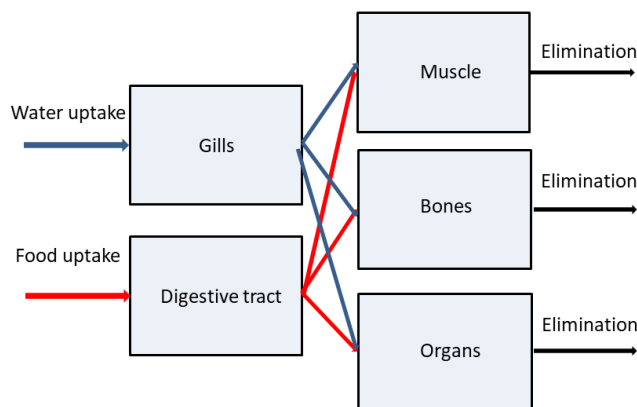 Elimination
Muscle
Water uptake
Gills
Elimination
Bones
Food uptake
Digestive tract
Elimination
Organs